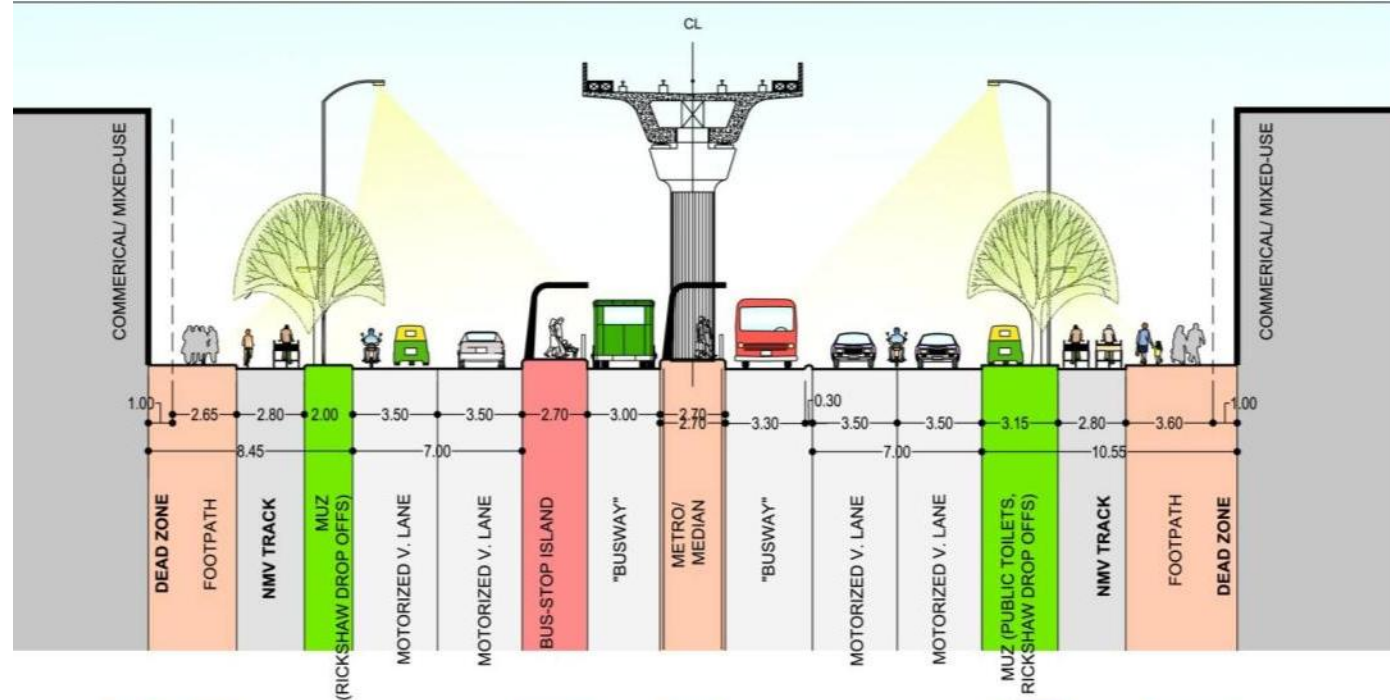 CL
COMMERICAL/ MIXED-USE
COMMERICAL/ MIXED-USE
1.00
2.65
2.80
2.00
3.50
3.50
2.70
3.00
2.70
2.70
3.30
0.30
3.50
3.50
3.15
2.80
3.60
1.00
8.45
7.00
7.00
10.55
DEAD ZONE
FOOTPATH
NMV TRACK
MUZ
(RICKSHAW DROP OFFS)
MOTORIZED V. LANE
MOTORIZED V. LANE
BUS-STOP ISLAND
"BUSWAY"
METRO/
MEDIAN
"BUSWAY"
MOTORIZED V. LANE
MOTORIZED V. LANE
MUZ (PUBLIC TOILETS,
RICKSHAW DROP OFFS)
NMV TRACK
FOOTPATH
DEAD ZONE